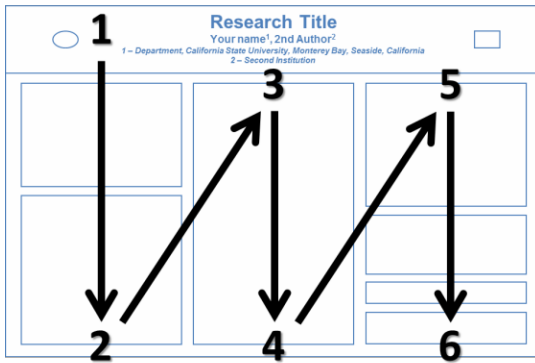 1
Research Title
Your name¹, 2nd Author²
1 – Department, California State University, Monterey Bay, Seaside, California
2 – Second Institution
3
5
2
4
6